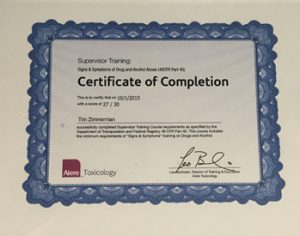 Supervisor Training:
Signs & Symptoms of Drug and Alcohol Abuse (49CFR Part 40)
Certificate of Completion
This is to certify that on 10/1/2015
with a score of 27 / 30
Tim Zimmerman
successfully completed Supervisor Training Course requirements as specified by the
Department of Transportation and Federal Registry 49 CFR Part 40. This course includes
the minimum requirements of "Signs & Symptoms" training on Drugs and Alcohol.
Alere Toxicology
Director of Training & Education
Alere Toxicology